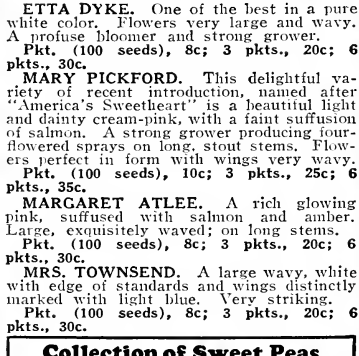 ETTA DYKE. One of the best in a pure
white color. Flowers very large and wavy.
A profuse bloomer and strong grower.
Pkt. (100 seeds), 8c; 3 pkts., 20c; 6
pkts., 30c.
MARY PICKFORD. This delightful va-
riety of recent introduction, named after
"America's Sweetheart" is a beautiful light
and dainty cream-pink, with a faint suffusion
of salmon. A strong grower producing four-
flowered sprays on long, stout stems. Flow-
ers perfect in form with wings very wavy.
Pkt. (100 seeds), 10c; 3 pkts., 25c; 6
pkts., 35c.
MARGARET ATLEE. A rich glowing
pink, suffused with salmon and amber.
Large, exquisitely waved; on long stems.
Pkt. (100 seeds), 8c; 3 pkts., 20c; 6
pkts., 30c.
MRS. TOWNSEND. A large wavy, white
with edge of standards and wings distinctly
marked with light blue. Very striking.
Pkt. (100 seeds), 8c; 3 pkts., 20c; 6
pkts., 30c.
Collection of Sweet Peas